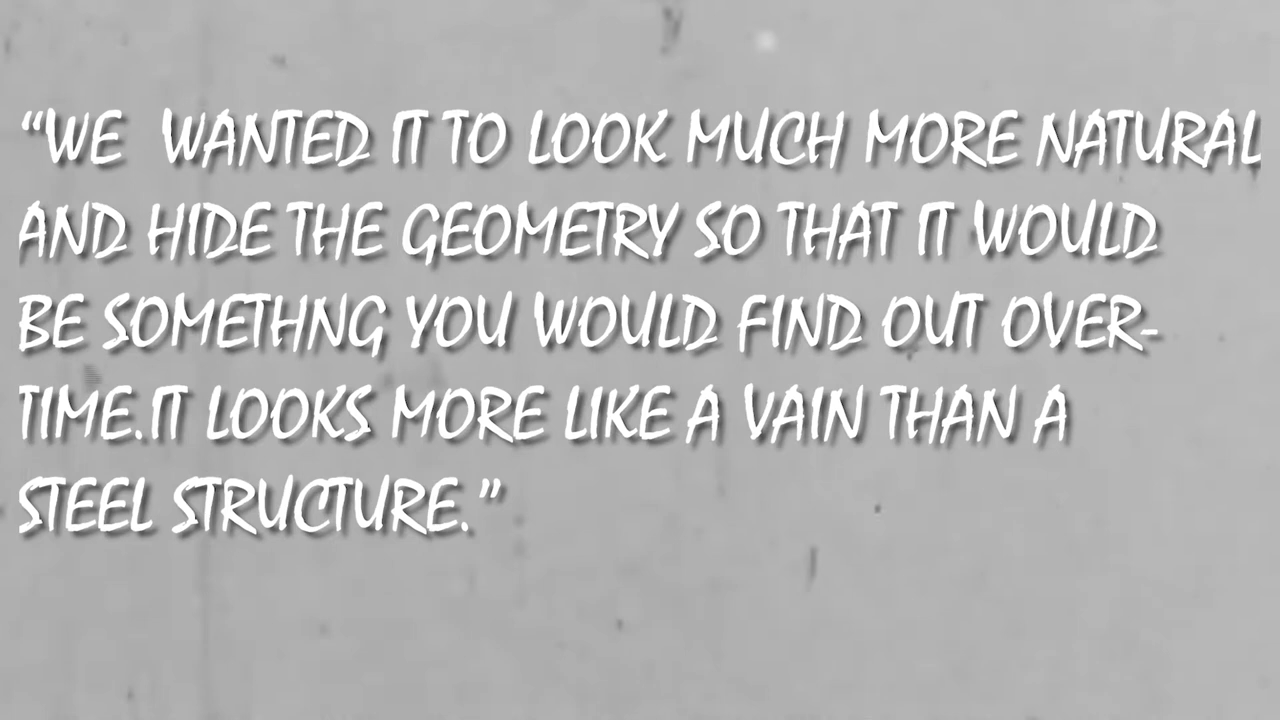 “WE WANTED IT TO LOOK MUCH MORE NATURAL
AND HIDE THE GEOMETRY SO THAT IT WOULD
BE SOMETHNG YOU WOULD FIND OUT OVER-
TIME.IT LOOKS MORE LIKE A VAIN THAN A
STEEL STRUCTURE.”